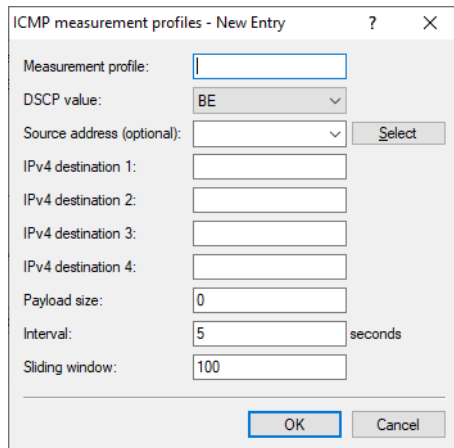 ICMP measurement profiles - New Entry ? ×
Measurement profile:
DSCP value: BE
Source address (optional): Select
IPv4 destination 1:
IPv4 destination 2:
IPv4 destination 3:
IPv4 destination 4:
Payload size: 0
Interval: 5 seconds
Sliding window: 100
OK Cancel